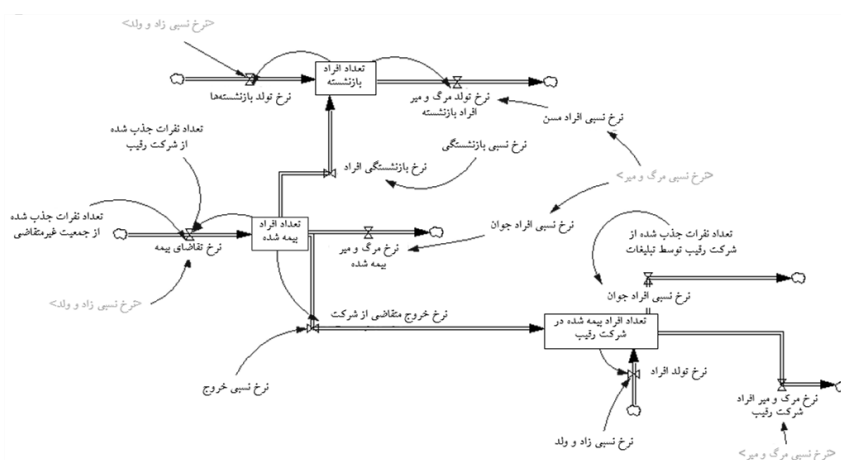 <نرخ نسبی زاد و ولد>
تعداد افراد
بازنشسته
نرخ تولد بازنشسته‌ها
نرخ تولد مرگ و میر
افراد بازنشسته
نرخ نسبی افراد مسن
تعداد نفرات جذب شده
از شرکت رقیب
نرخ نسبی بازنشستگی
نرخ بازنشستگی افراد
<نرخ نسبی مرگ و میر>
تعداد نفرات جذب شده
از جمعیت غیرمتقاضی
نرخ تقاضای بیمه
تعداد افراد
بیمه شده
نرخ مرگ و میر
بیمه شده
نرخ نسبی افراد جوان
تعداد نفرات جذب شده از
شرکت رقیب توسط تبلیغات
<نرخ نسبی زاد و ولد>
نرخ نسبی افراد جوان
نرخ خروج متقاضی از شرکت
تعداد افراد بیمه شده در
شرکت رقیب
نرخ نسبی خروج
نرخ تولد افراد
نرخ مرگ و میر افراد
شرکت رقیب
نرخ نسبی زاد و ولد
<نرخ نسبی مرگ و میر>